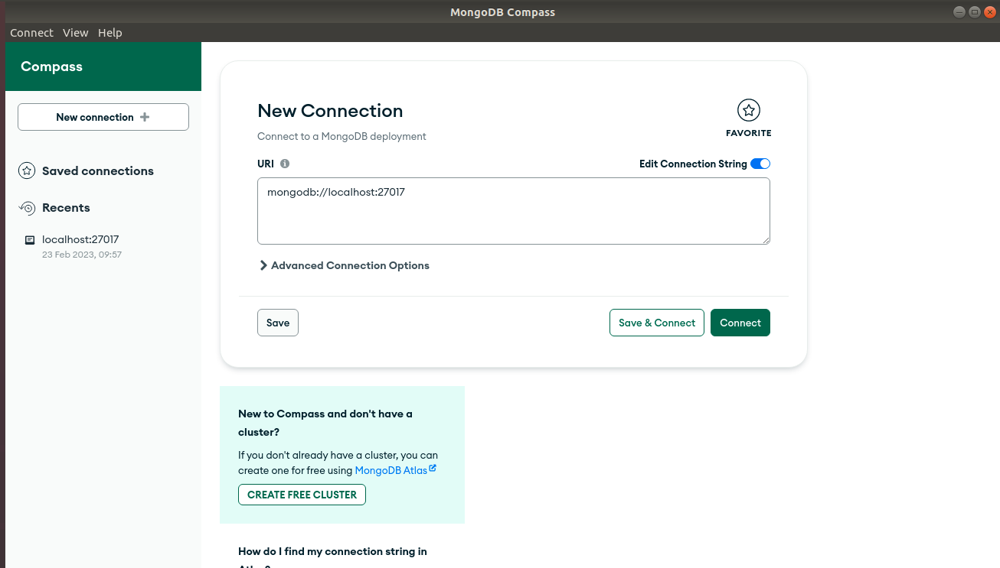 MongoDB Compass
Connect View Help
Compass
New connection
Saved connections
Recents
localhost:27017
23 Feb 2023, 09:57
New Connection
Connect to a MongoDB deployment
FAVORITE
URI
Edit Connection String
mongodb://localhost:27017
Advanced Connection Options
Save
Save & Connect
Connect
New to Compass and don't have a
cluster?
If you don't already have a cluster, you can
create one for free using MongoDB Atlas
CREATE FREE CLUSTER
How do I find my connection string in
Atlas?